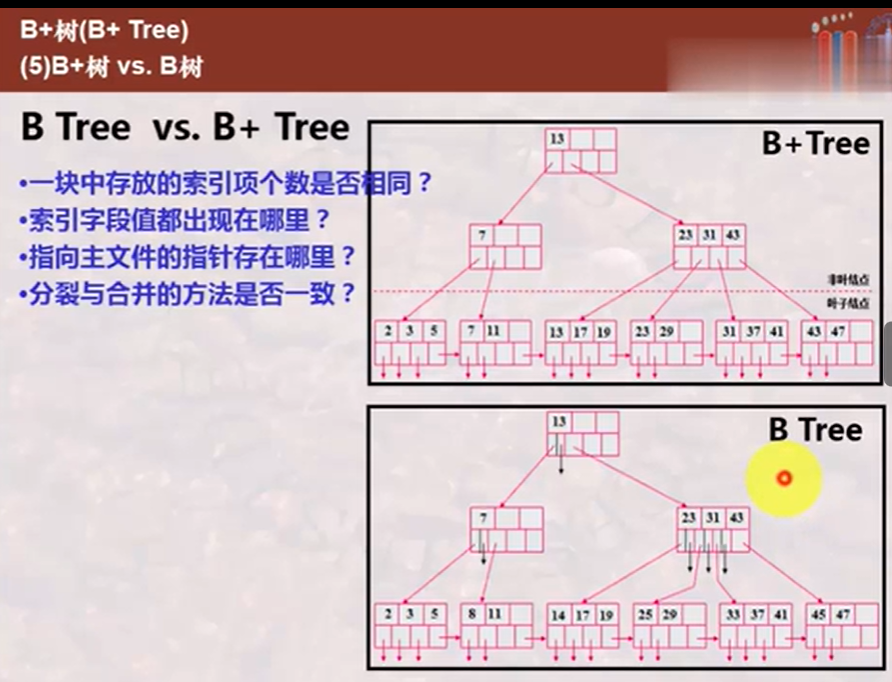 B+树(B+ Tree)
(5)B+树 vs. B树
B Tree vs. B+ Tree
•一块中存放的索引项个数是否相同？
•索引字段值都出现在哪里？
•指向主文件的指针存在哪里？
•分裂与合并的方法是否一致？
B+Tree
13
7
23 31 43
非叶结点
叶子结点
2 3 5
7 11
13 17 19
23 29
31 37 41
43 47
B Tree
13
7
23 31 43
2 3 5
8 11
14 17 19
25 29
33 37 41
45 47